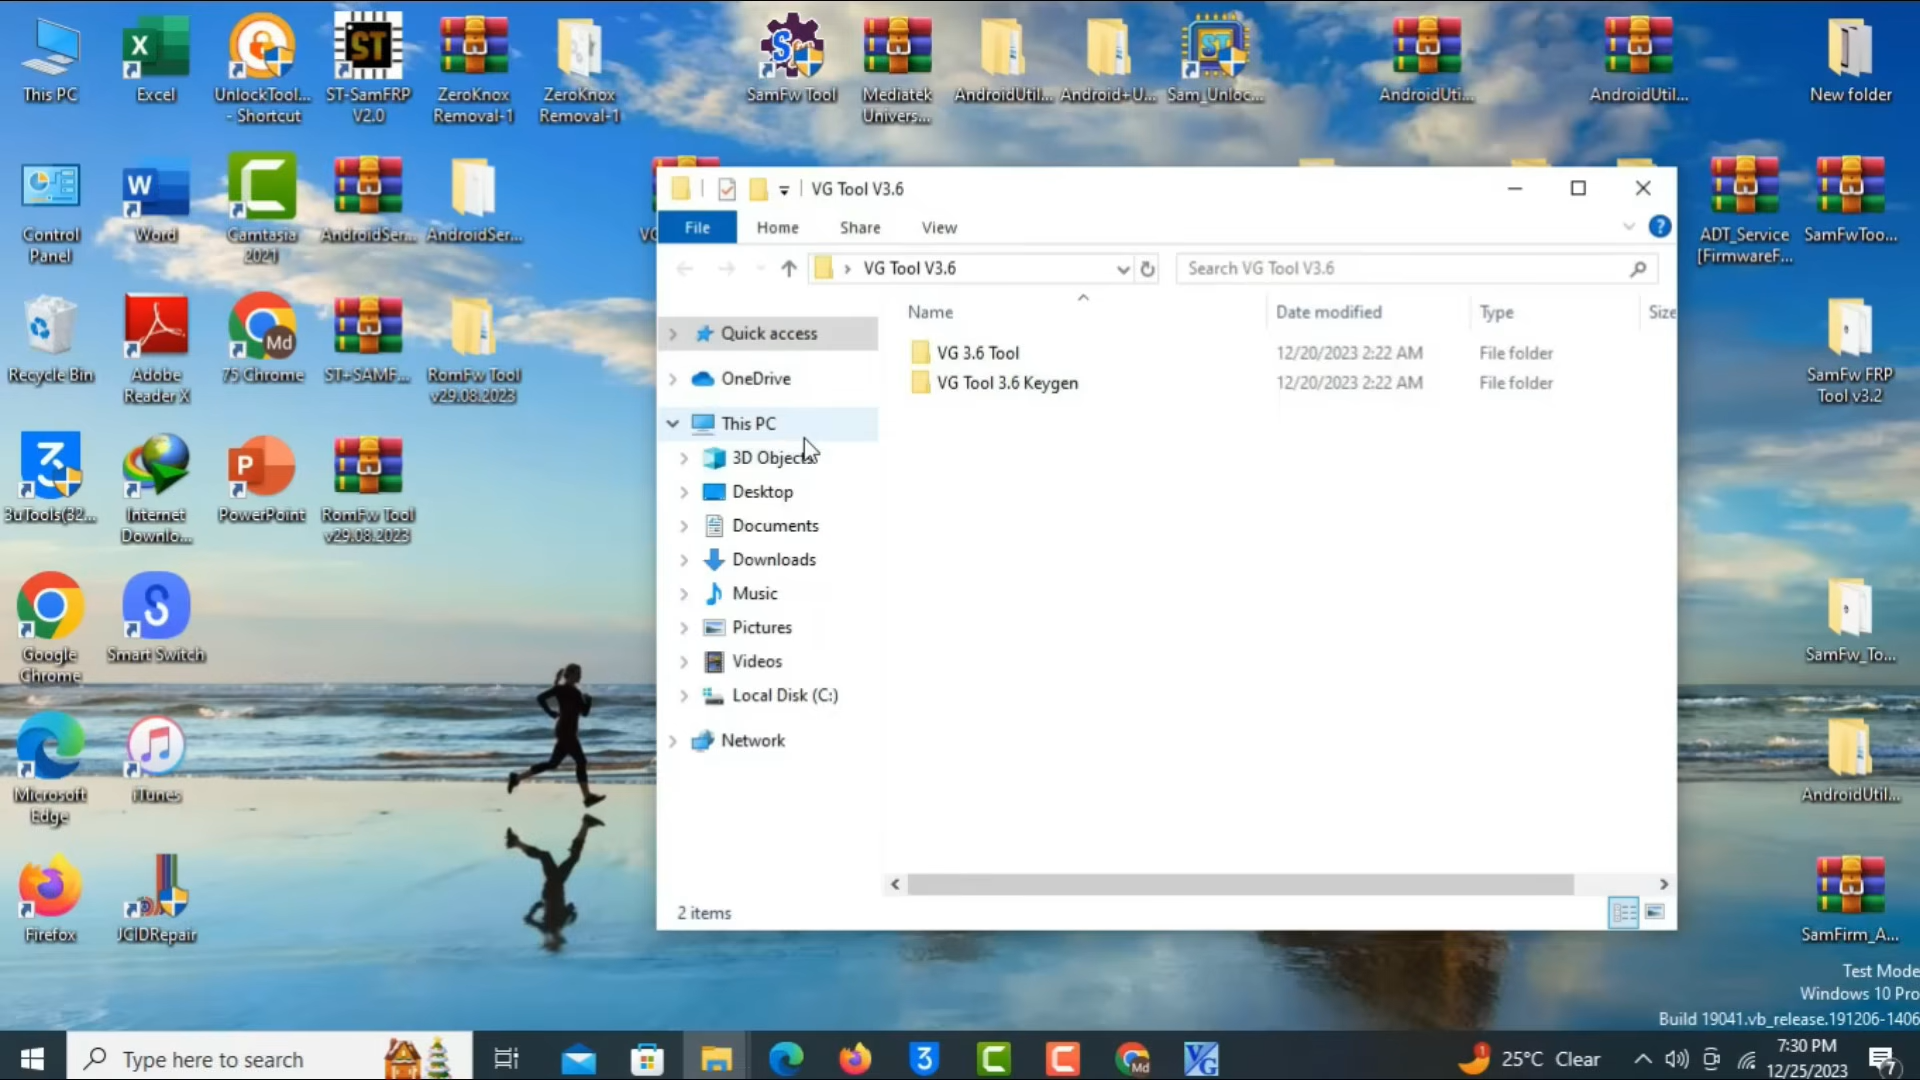 This PC
Excel
UnlockTool...
- Shortcut
ST-SamFRP
V2.0
ZeroKnox
Removal-1
ZeroKnox
Removal-1
SamFw Tool
Mediatek
Univers...
AndroidUtil...
Android+U...
Sam_Unloc...
AndroidUti...
AndroidUtil...
New folder
Control
Panel
Word
Camtasia
2021
AndroidSer...
AndroidSer...
ADT_Service
[FirmwareF...
SamFwToo...
Recycle Bin
Adobe
Reader X
75 Chrome
ST+SAMF...
RomFw Tool
v29.08.2023
SamFw FRP
Tool v3.2
3uTools(32...
Internet
Downlo...
PowerPoint
RomFw Tool
v29.08.2023
Google
Chrome
Smart Switch
SamFw_To...
Microsoft
Edge
iTunes
AndroidUtil...
Firefox
JCIDRepair
SamFirm_A...
VG Tool V3.6
File
Home
Share
View
VG Tool V3.6
Search VG Tool V3.6
Name
Date modified
Type
Size
VG 3.6 Tool
12/20/2023 2:22 AM
File folder
VG Tool 3.6 Keygen
12/20/2023 2:22 AM
File folder
Quick access
OneDrive
This PC
3D Objects
Desktop
Documents
Downloads
Music
Pictures
Videos
Local Disk (C:)
Network
2 items
Test Mode
Windows 10 Pro
Build 19041.vb_release.191206-1406
Type here to search
25°C Clear
7:30 PM
12/25/2023
7